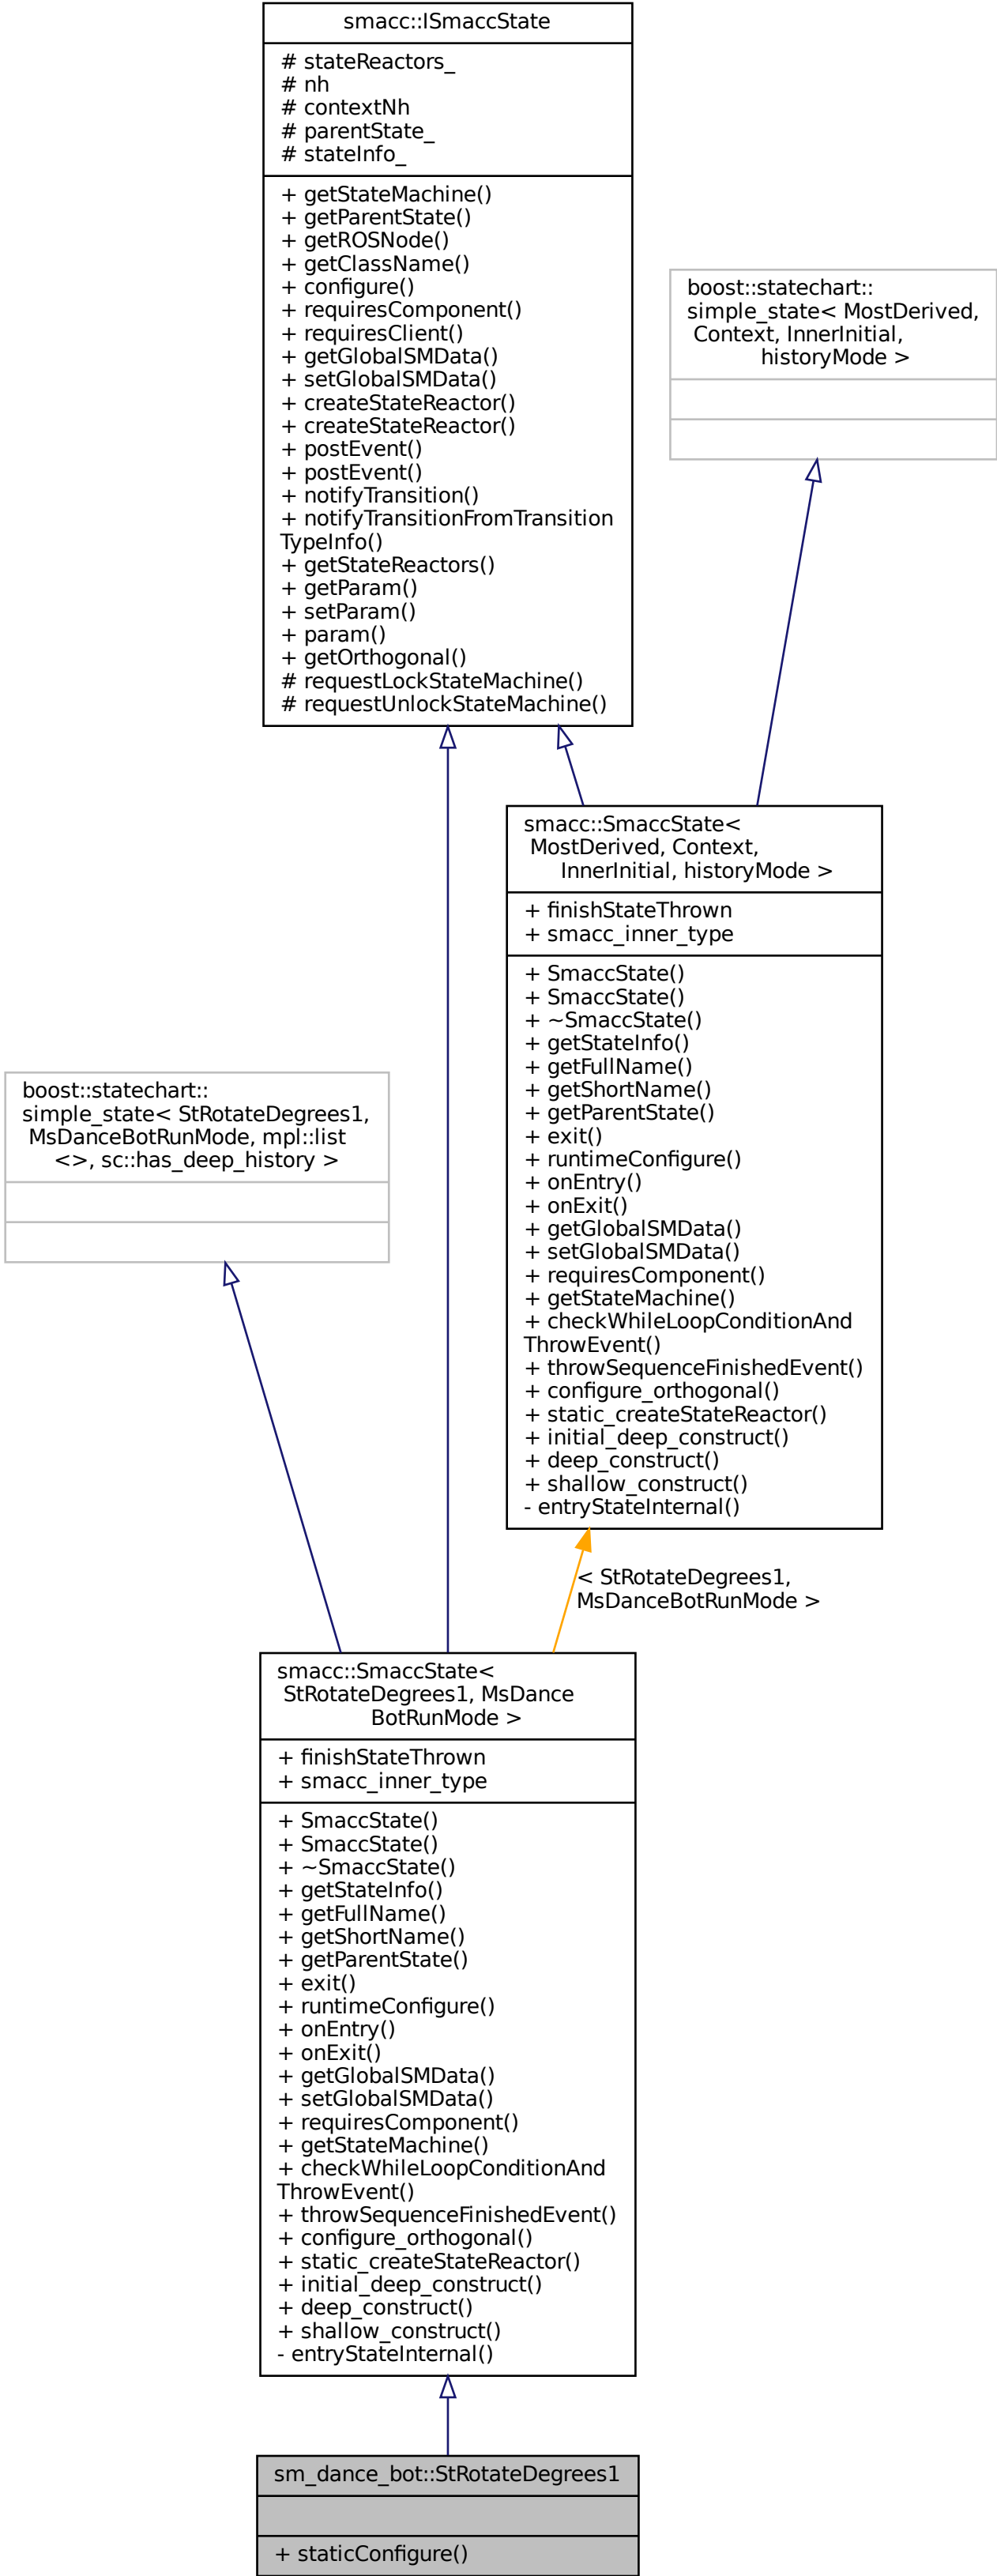 smacc::ISmaccState
# stateReactors_
# nh
# contextNh
# parentState_
# stateInfo_
+ getStateMachine()
+ getParentState()
+ getROSNode()
+ getClassName()
+ configure()
+ requiresComponent()
+ requiresClient()
+ getGlobalSMData()
+ setGlobalSMData()
+ createStateReactor()
+ createStateReactor()
+ postEvent()
+ postEvent()
+ notifyTransition()
+ notifyTransitionFromTransition
TypeInfo()
+ getStateReactors()
+ getParam()
+ setParam()
+ param()
+ getOrthogonal()
# requestLockStateMachine()
# requestUnlockStateMachine()
boost::statechart::
simple_state< MostDerived,
Context, InnerInitial,
historyMode >
smacc::SmaccState<
MostDerived, Context,
InnerInitial, historyMode >
+ finishStateThrown
+ smacc_inner_type
+ SmaccState()
+ SmaccState()
+ ~SmaccState()
+ getStateInfo()
+ getFullName()
+ getShortName()
+ getParentState()
+ exit()
+ runtimeConfigure()
+ onEntry()
+ onExit()
+ getGlobalSMData()
+ setGlobalSMData()
+ requiresComponent()
+ getStateMachine()
+ checkWhileLoopConditionAnd
ThrowEvent()
+ throwSequenceFinishedEvent()
+ configure_orthogonal()
+ static_createStateReactor()
+ initial_deep_construct()
+ deep_construct()
+ shallow_construct()
- entryStateInternal()
boost::statechart::
simple_state< StRotateDegrees1,
MsDanceBotRunMode, mpl::list
<>, sc::has_deep_history >
< StRotateDegrees1,
MsDanceBotRunMode >
smacc::SmaccState<
StRotateDegrees1, MsDance
BotRunMode >
+ finishStateThrown
+ smacc_inner_type
+ SmaccState()
+ SmaccState()
+ ~SmaccState()
+ getStateInfo()
+ getFullName()
+ getShortName()
+ getParentState()
+ exit()
+ runtimeConfigure()
+ onEntry()
+ onExit()
+ getGlobalSMData()
+ setGlobalSMData()
+ requiresComponent()
+ getStateMachine()
+ checkWhileLoopConditionAnd
ThrowEvent()
+ throwSequenceFinishedEvent()
+ configure_orthogonal()
+ static_createStateReactor()
+ initial_deep_construct()
+ deep_construct()
+ shallow_construct()
- entryStateInternal()
sm_dance_bot::StRotateDegrees1
+ staticConfigure()